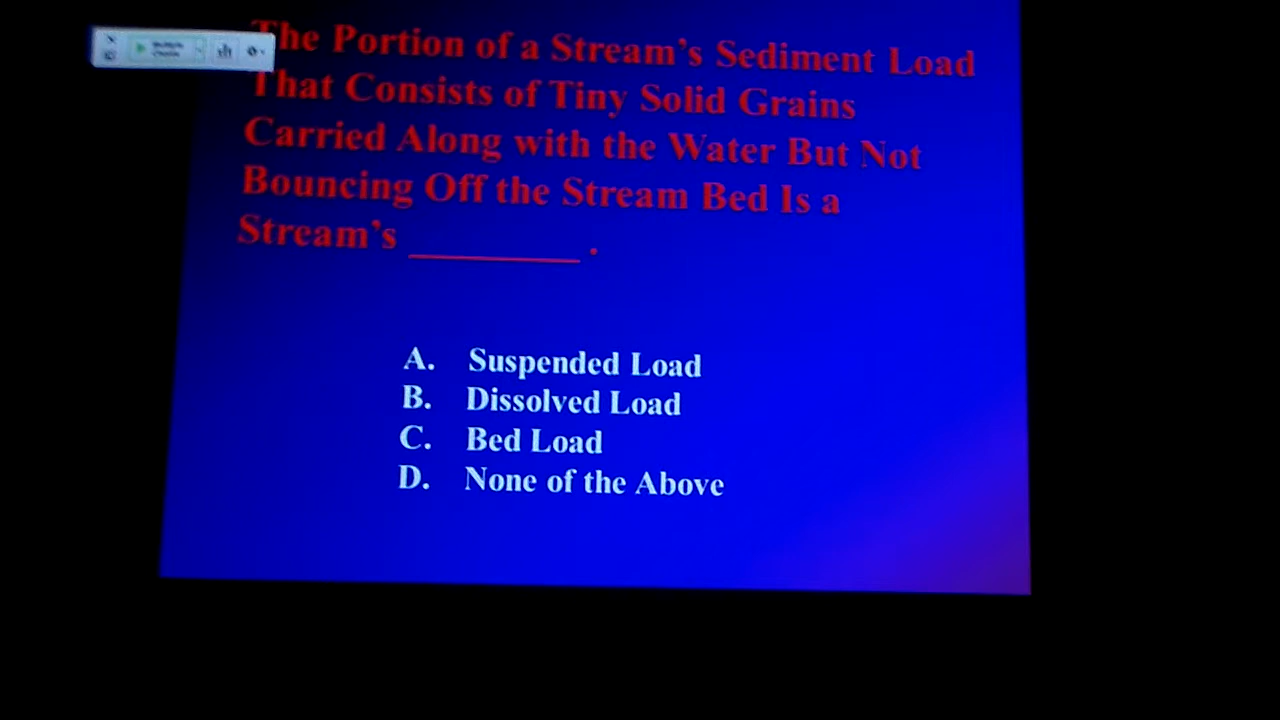 The Portion of a Stream's Sediment Load
That Consists of Tiny Solid Grains
Carried Along with the Water But Not
Bouncing Off the Stream Bed Is a
Stream's ________ .
A. Suspended Load
B. Dissolved Load
C. Bed Load
D. None of the Above